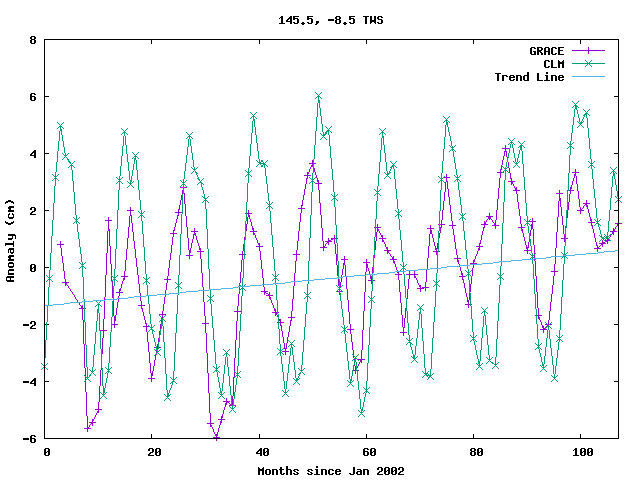 145.5, -8.5 TWS
GRACE
CLM
Trend Line
Anomaly (cm)
8
6
4
2
0
-2
-4
-6
0 20 40 60 80 100
Months since Jan 2002